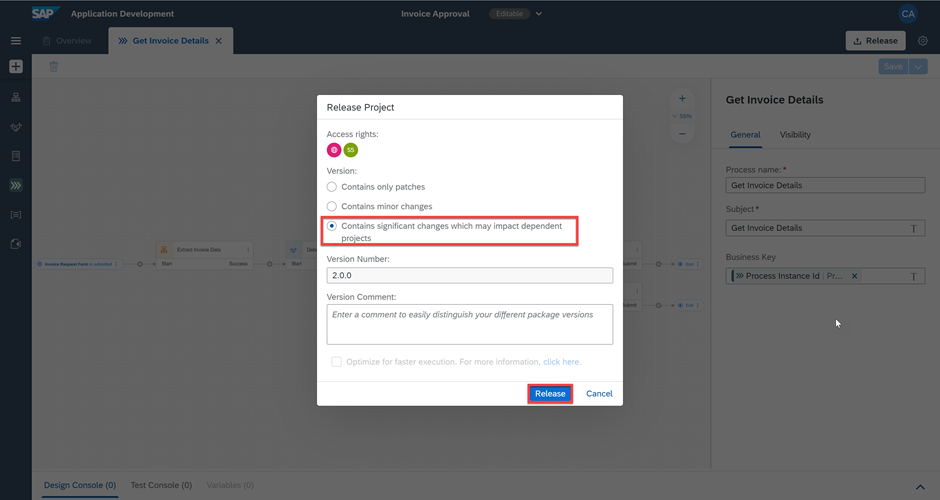 SAP Application Development
Invoice Approval Editable
CA
Overview
Get Invoice Details
Release
Save
Release Project
Access rights:
SS
Version:
Contains only patches
Contains minor changes
Contains significant changes which may impact dependent
projects
Version Number:
2.0.0
Version Comment:
Enter a comment to easily distinguish your different package versions
Optimize for faster execution. For more information, click here.
Release Cancel
Invoice Request Form is submitted
Extract Invoice Data
Start Success
Start
Submit
End
Submit
End
Get Invoice Details
General Visibility
Process name: *
Get Invoice Details
Subject *
Get Invoice Details
T
Business Key
Process Instance Id Pr...
T
Design Console (0) Test Console (0) Variables (0)